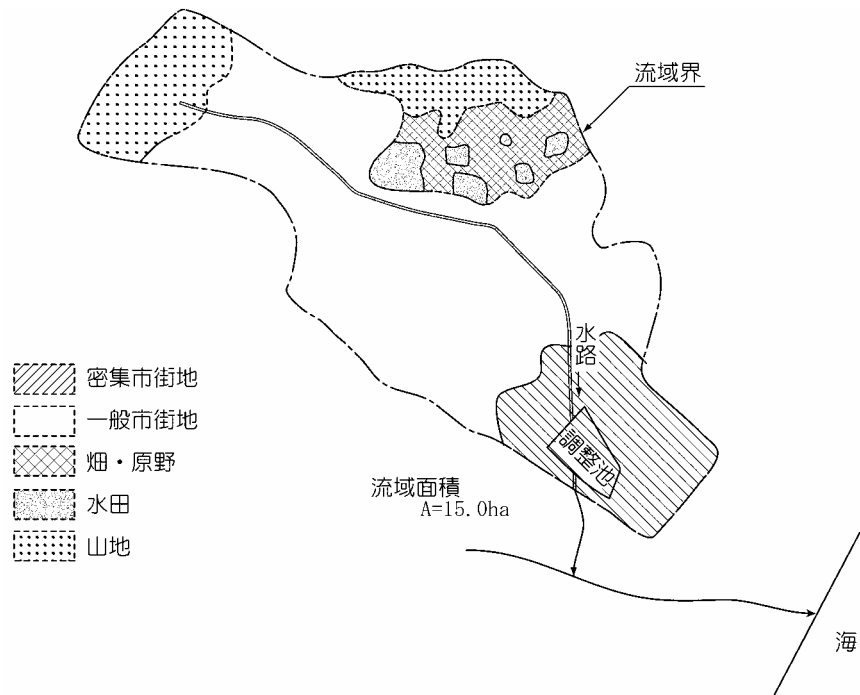 流域界
水路
調整池
密集市街地
一般市街地
畑・原野
水田
山地
流域面積
A=15.0ha
海